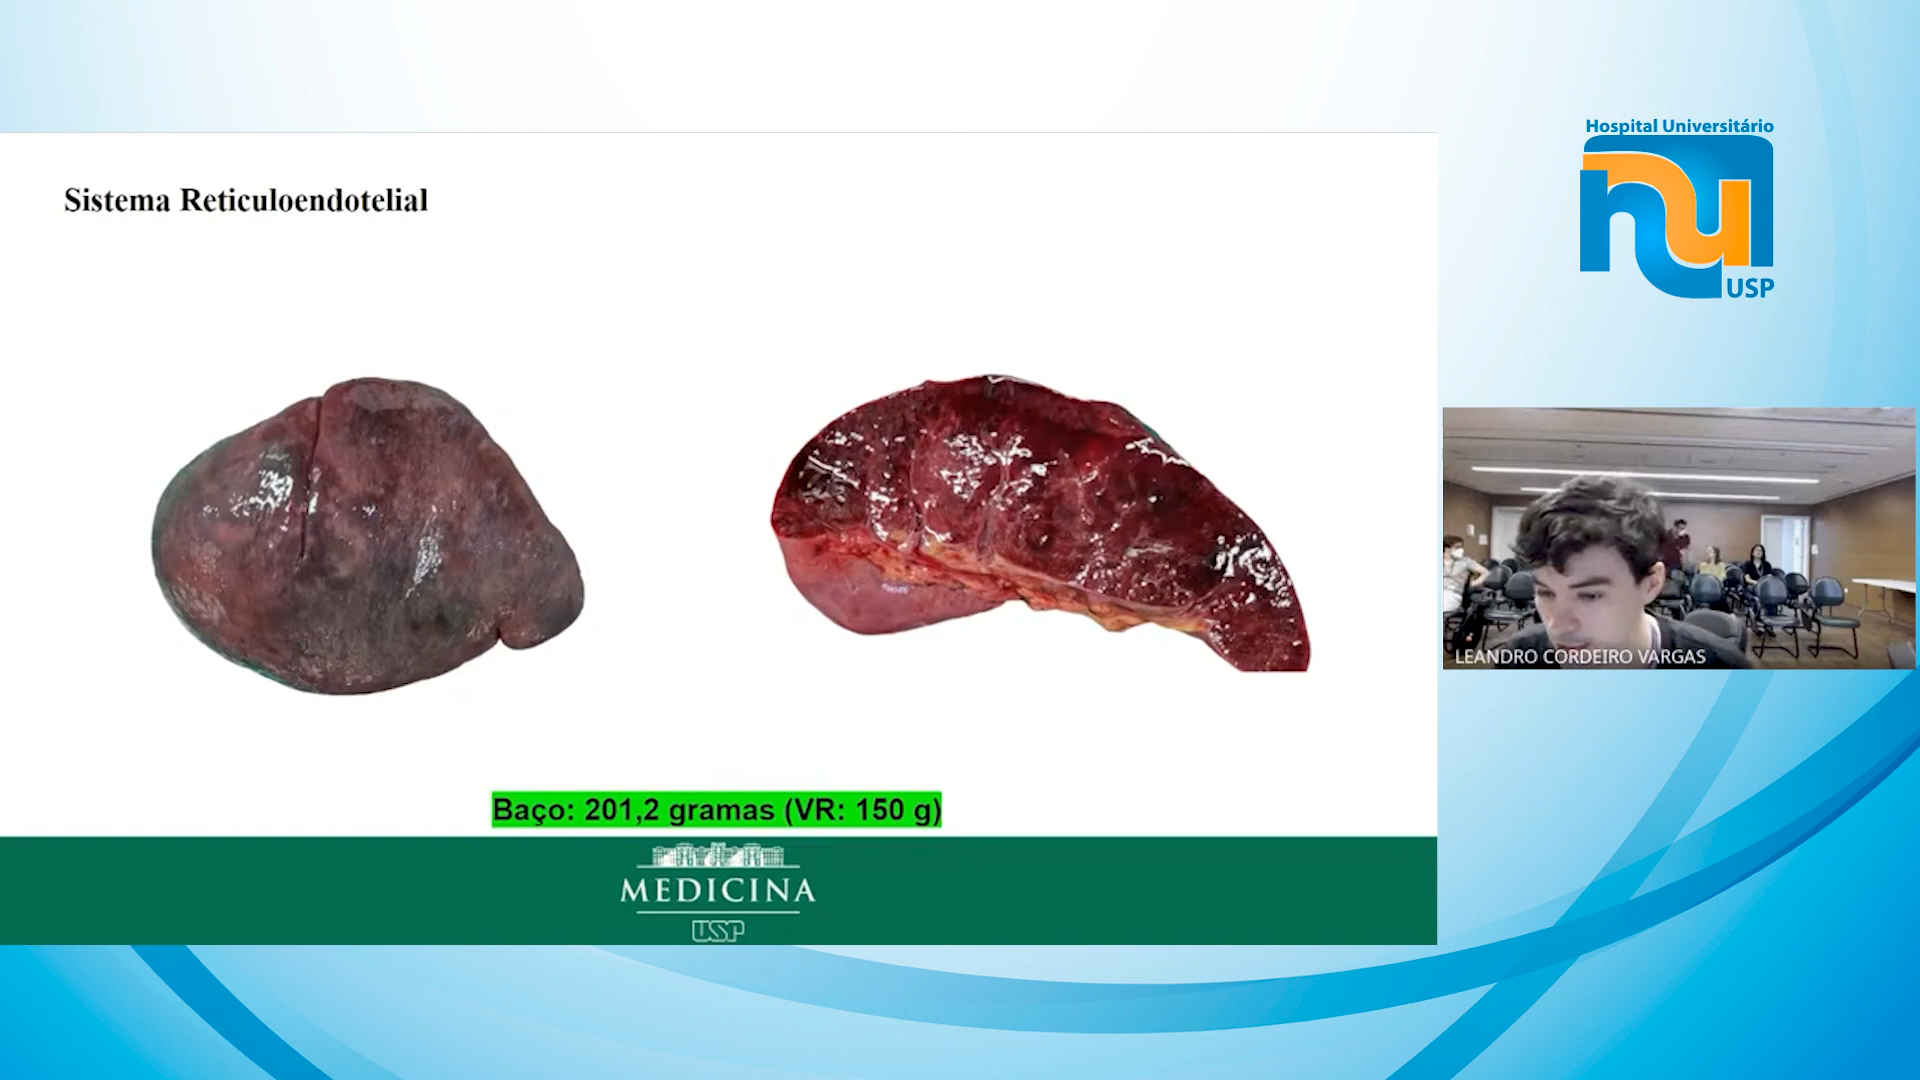 Hospital Universitário
USP
Sistema Reticuloendotelial
LEANDRO CORDEIRO VARGAS
Baço: 201,2 gramas (VR: 150 g)
MEDICINA
USP